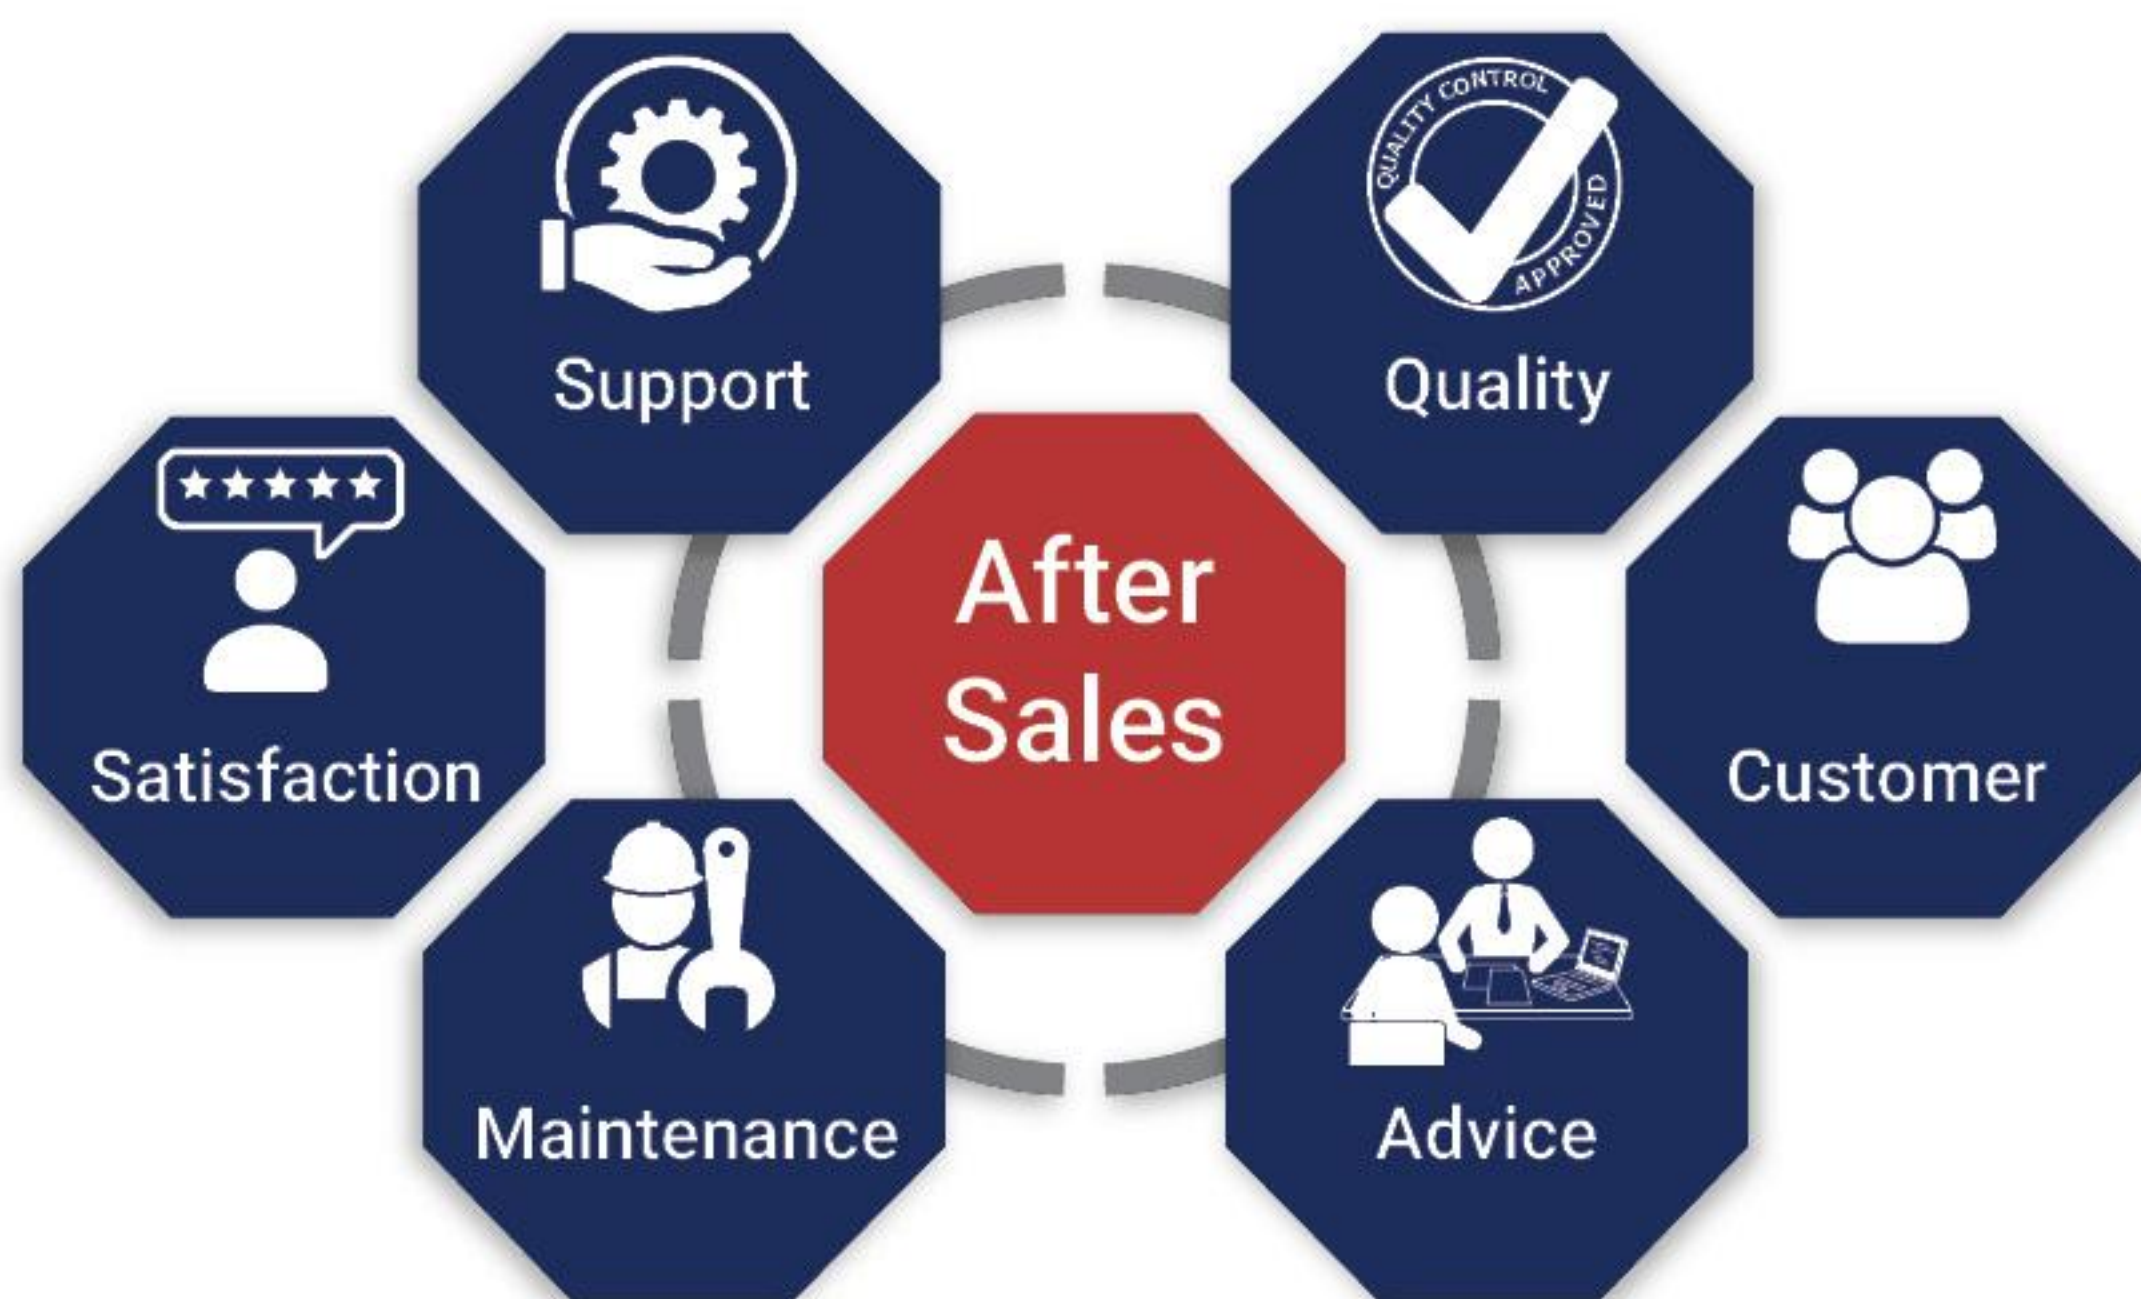 QUALITY CONTROL
APPROVED
Support
Quality
After
Sales
Satisfaction
Customer
Maintenance
Advice